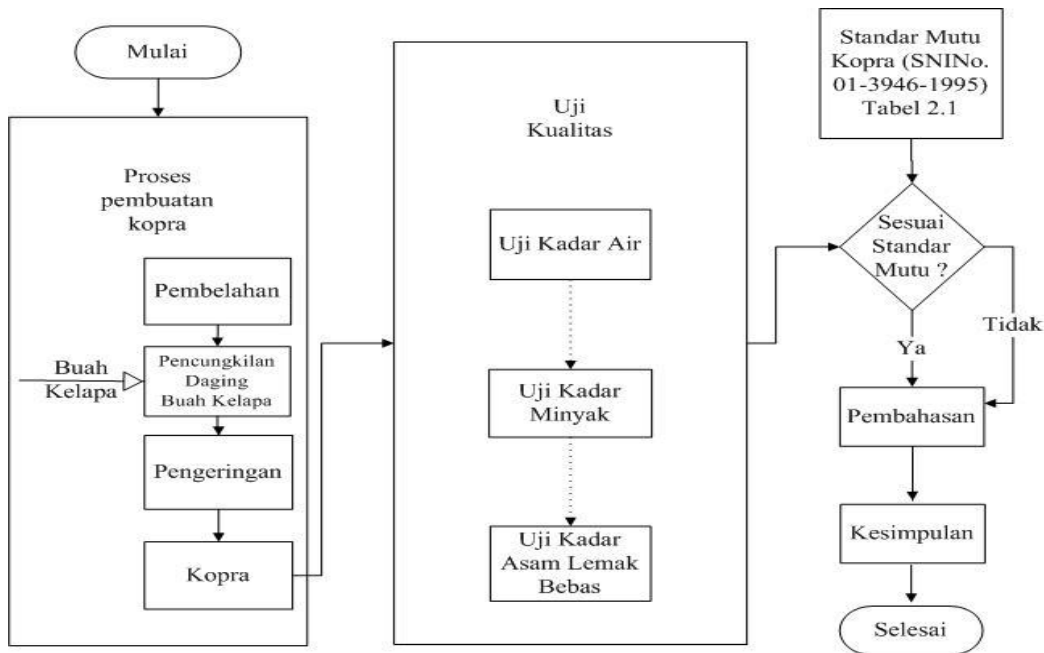 Mulai
Proses
pembuatan
kopra
Pembelahan
Buah
Kelapa
Pencungkilan
Daging
Buah Kelapa
Pengeringan
Kopra
Uji
Kualitas
Uji Kadar Air
Uji Kadar
Minyak
Uji Kadar
Asam Lemak
Bebas
Standar Mutu
Kopra (SNINo.
01-3946-1995)
Tabel 2.1
Sesuai
Standar
Mutu ?
Ya
Tidak
Pembahasan
Kesimpulan
Selesai